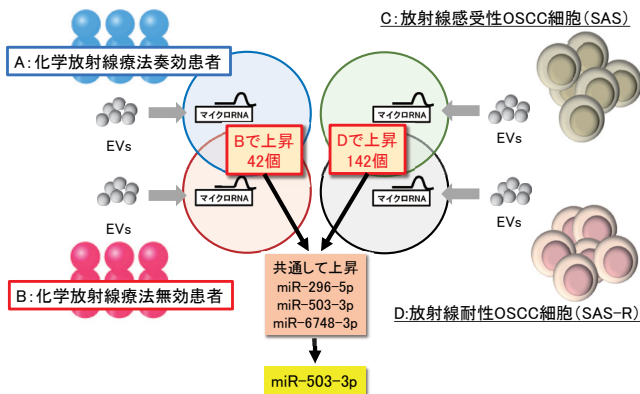 A:化学放射線療法奏効患者
C:放射線感受性OSCC細胞(SAS)
マイクロRNA
マイクロRNA
EVs
EVs
Bで上昇
42個
Dで上昇
142個
マイクロRNA
マイクロRNA
EVs
EVs
B:化学放射線療法無効患者
共通して上昇
miR-296-5p
miR-503-3p
miR-6748-3p
D:放射線耐性OSCC細胞(SAS-R)
miR-503-3p